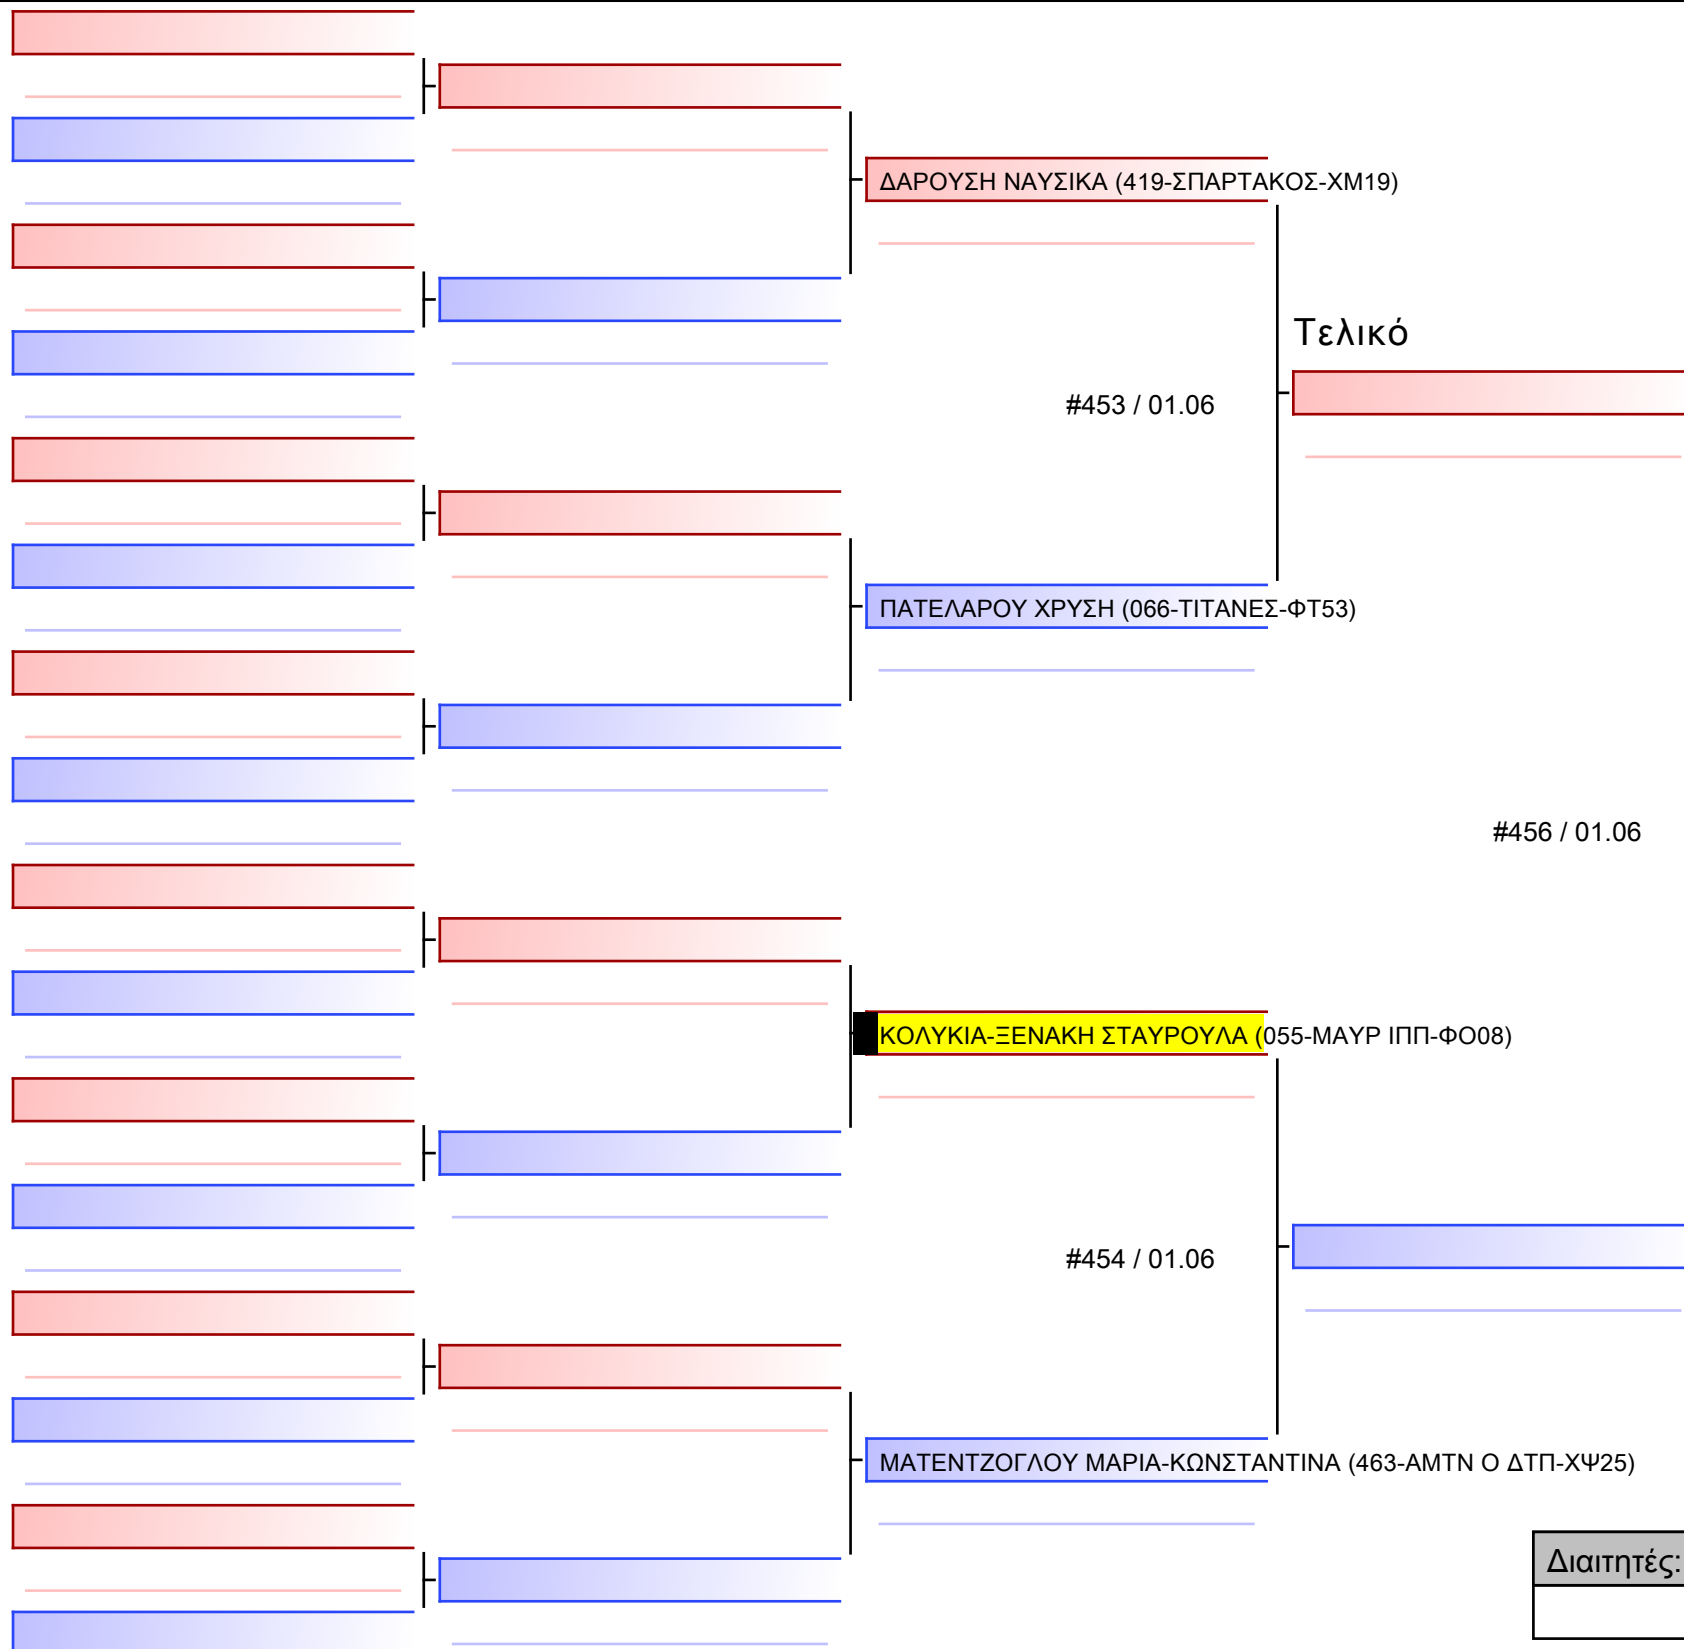 ΔΑΡΟΥΣΗ ΝΑΥΣΙΚΑ (419-ΣΠΑΡΤΑΚΟΣ-ΧΜ19)
Τελικό
#453 / 01.06
ΠΑΤΕΛΑΡΟΥ ΧΡΥΣΗ (066-ΤΙΤΑΝΕΣ-ΦΤ53)
#456 / 01.06
ΚΟΛΥΚΙΑ-ΞΕΝΑΚΗ ΣΤΑΥΡΟΥΛΑ (055-ΜΑΥΡ ΙΠΠ-ΦΟ08)
#454 / 01.06
ΜΑΤΕΝΤΖΟΓΛΟΥ ΜΑΡΙΑ-ΚΩΝΣΤΑΝΤΙΝΑ (463-ΑΜΤΝ Ο ΔΤΠ-ΧΨ25)
Διαιτητές: